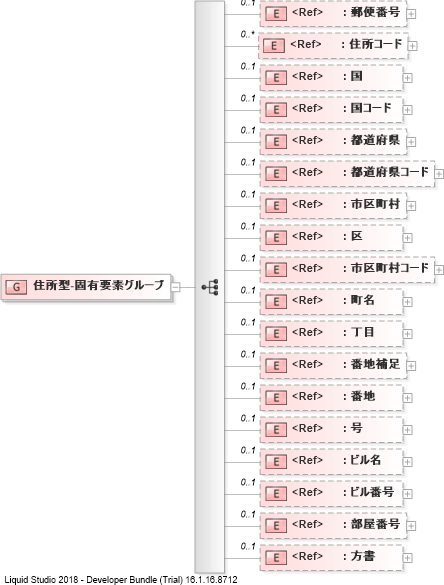 0..1
E <Ref> : 郵便番号
0..*
E <Ref> : 住所コード
0..1
E <Ref> : 国
0..1
E <Ref> : 国コード
0..1
E <Ref> : 都道府県
0..1
E <Ref> : 都道府県コード
0..1
E <Ref> : 市区町村
0..1
E <Ref> : 区
0..1
E <Ref> : 市区町村コード
G 住所型-固有要素グループ
0..1
E <Ref> : 町名
0..1
E <Ref> : 丁目
0..1
E <Ref> : 番地補足
0..1
E <Ref> : 番地
0..1
E <Ref> : 号
0..1
E <Ref> : ビル名
0..1
E <Ref> : ビル番号
0..1
E <Ref> : 部屋番号
0..1
E <Ref> : 方書
Liquid Studio 2018 - Developer Bundle (Trial) 16.1.16.8712